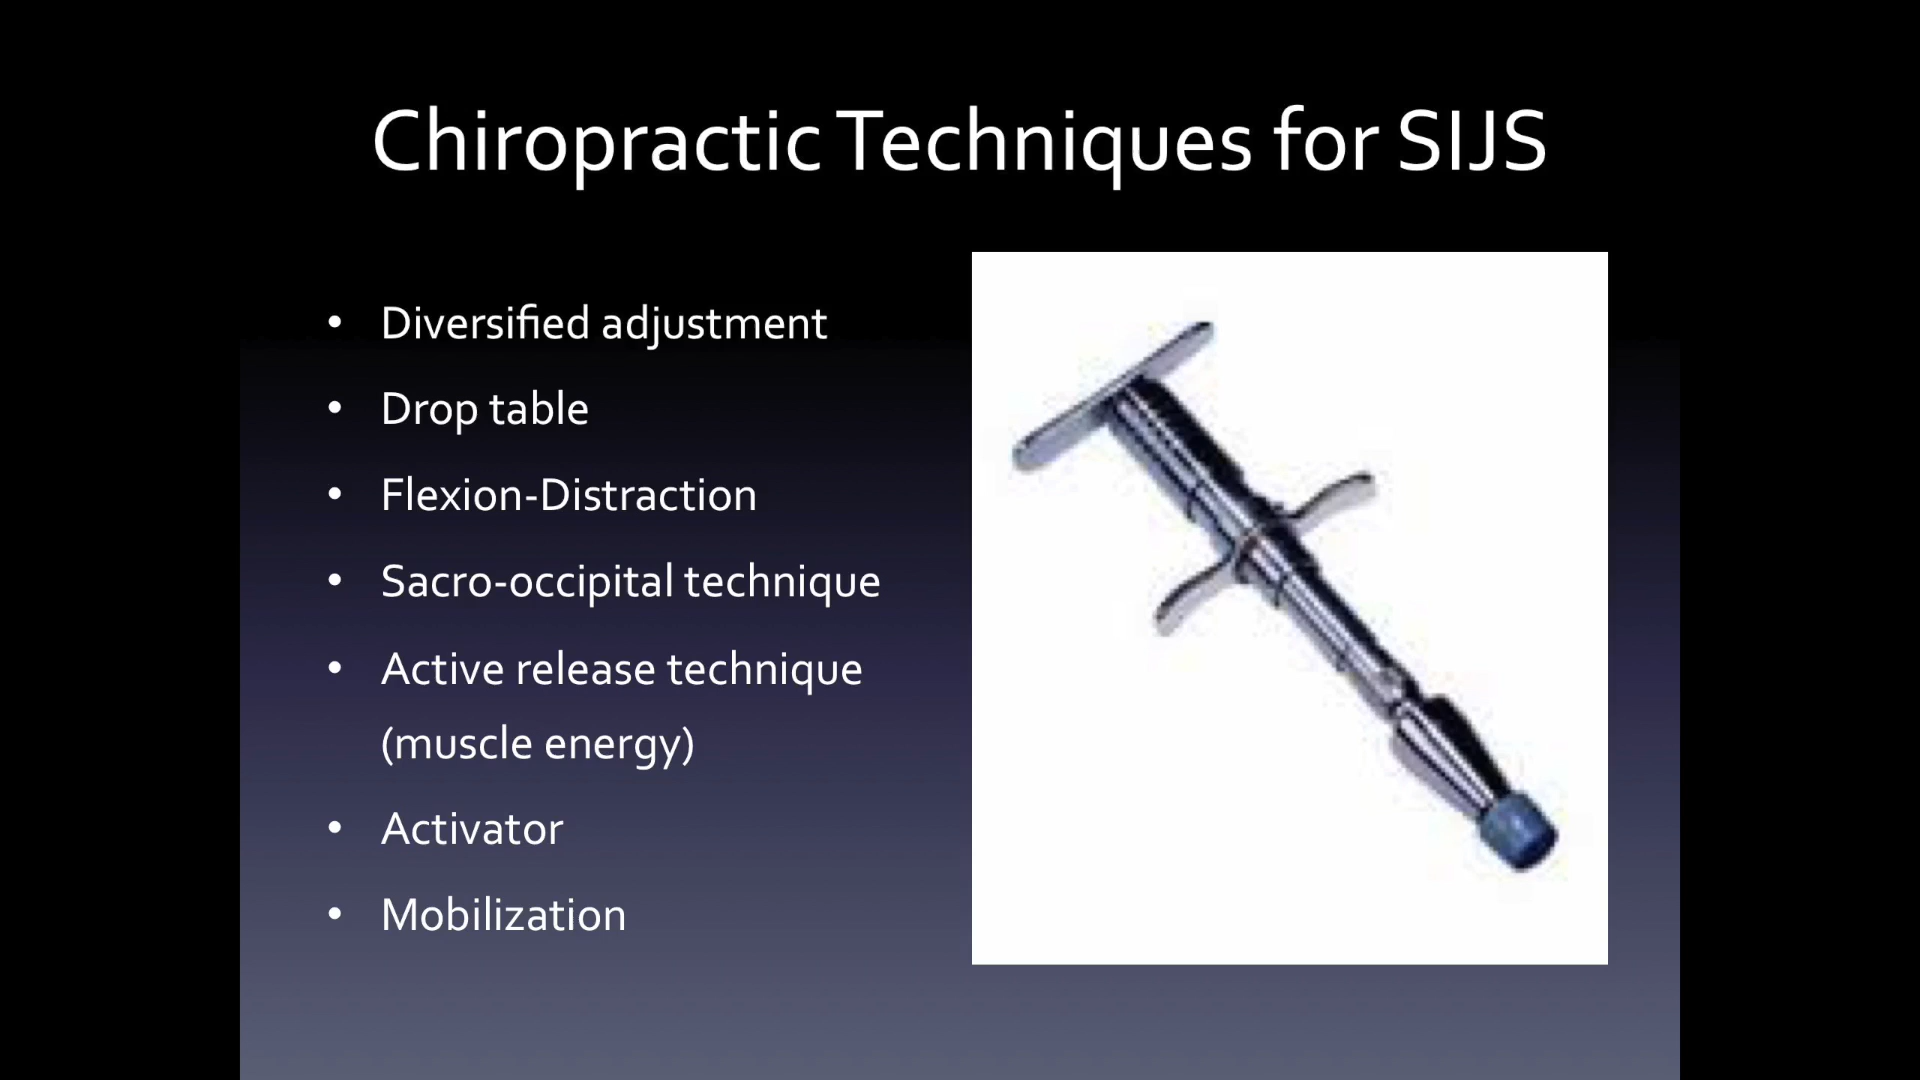 Chiropractic Techniques for SIJS
• Diversified adjustment
• Drop table
• Flexion-Distraction
• Sacro-occipital technique
• Active release technique
(muscle energy)
• Activator
• Mobilization